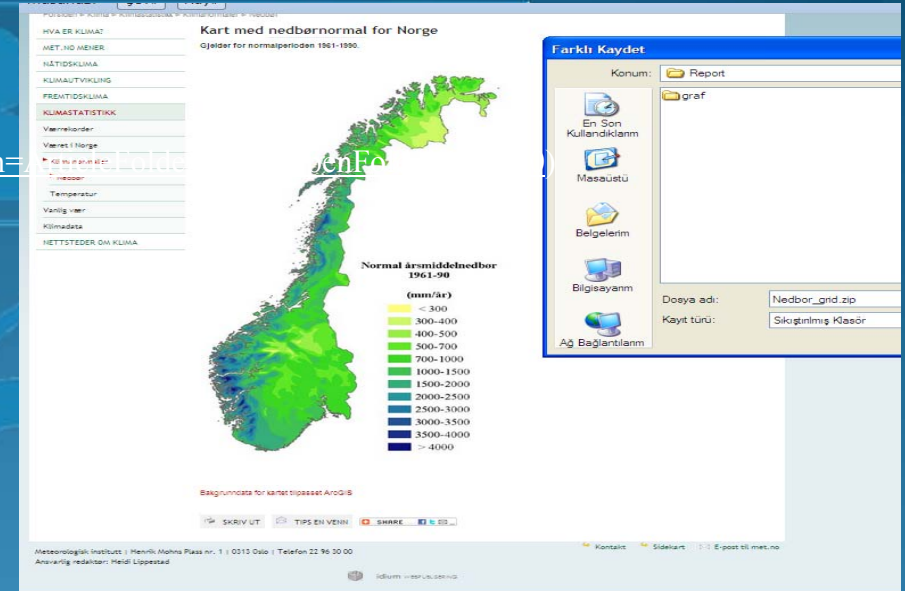 HVA ER KLIMA?
MET.NO MENER
NÅTIDSKLIMA
KLIMAUTVIKLING
FREMTIDSKLIMA
KLIMASTATISTIKK
Værrekorder
Været i Norge
Nedbør
Temperatur
Vanlig vær
Klimadata
NETTSTEDER OM KLIMA
Kart med nedbørnormal for Norge
Gjelder for normalperioden 1961-1990.
Normal årsmiddelnedbør
1961-90
(mm/år)
< 300
300-400
400-500
500-700
700-1000
1000-1500
1500-2000
2000-2500
2500-3000
3000-3500
3500-4000
> 4000
Bakgrunndata for kartet tilpasset ArcGIS
SKRIV UT
TIPS EN VENN
SHARE
Farklı Kaydet
Konum:
Report
graf
En Son
Kullandıklarım
Masaüstü
Belgelerim
Bilgisayarım
Ağ Bağlantılarım
Dosya adı:
Nedbor_grid.zip
Kayıt türü:
Sıkıştırılmış Klasör
Meteorologisk institutt | Henrik Mohns Plass nr. 1 | 0313 Oslo | Telefon 22 96 30 00
Ansvarlig redaktør: Heidi Lippestad
Kontakt
Sidekart
E-post til met.no
idium